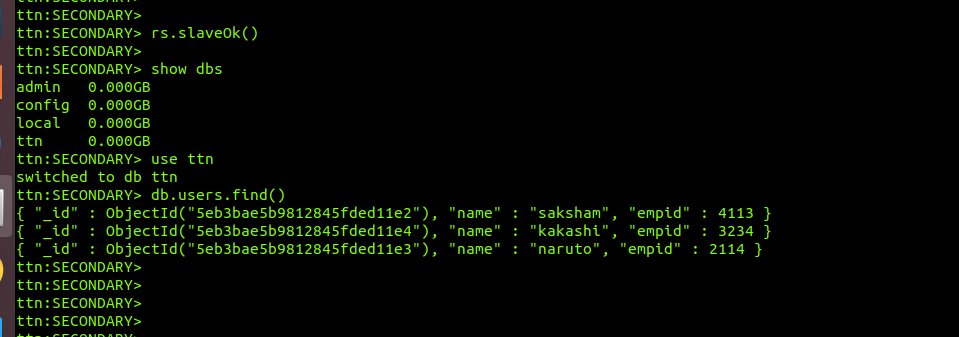 ttn:SECONDARY>
ttn:SECONDARY> rs.slaveOk()
ttn:SECONDARY>
ttn:SECONDARY> show dbs
admin   0.000GB
config  0.000GB
local   0.000GB
ttn     0.000GB
ttn:SECONDARY> use ttn
switched to db ttn
ttn:SECONDARY> db.users.find()
{ "_id" : ObjectId("5eb3bae5b9812845fded11e2"), "name" : "saksham", "empid" : 4113 }
{ "_id" : ObjectId("5eb3bae5b9812845fded11e4"), "name" : "kakashi", "empid" : 3234 }
{ "_id" : ObjectId("5eb3bae5b9812845fded11e3"), "name" : "naruto", "empid" : 2114 }
ttn:SECONDARY>
ttn:SECONDARY>
ttn:SECONDARY>
ttn:SECONDARY>